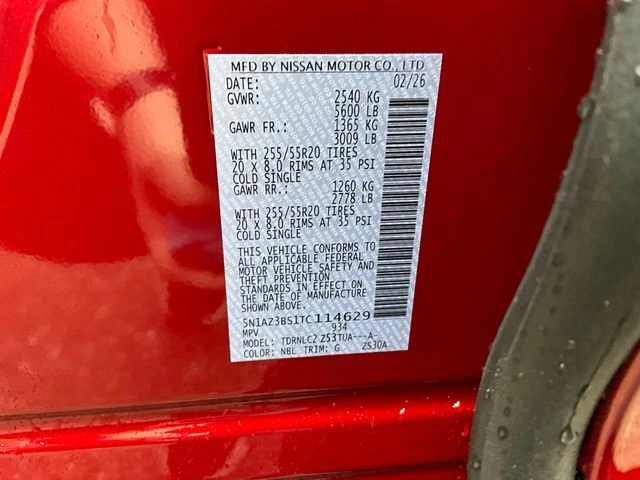 MFD BY NISSAN MOTOR CO., LTD
DATE: 02/26
GVWR: 2540 KG
5600 LB
GAWR FR.: 1365 KG
3009 LB
WITH 255/55R20 TIRES
20 X 8.0 RIMS AT 35 PSI
COLD SINGLE
GAWR RR.: 1260 KG
2778 LB
WITH 255/55R20 TIRES
20 X 8.0 RIMS AT 35 PSI
COLD SINGLE
THIS VEHICLE CONFORMS TO
ALL APPLICABLE FEDERAL
MOTOR VEHICLE SAFETY AND
THEFT PREVENTION
STANDARDS IN EFFECT ON
THE DATE OF MANUFACTURE
SHOWN ABOVE.
5N1AZ3BS1TC114629
MPV 934
MODEL: TDRNLC2 Z53TUA---A-
COLOR: NBL TRIM: G ZS30A